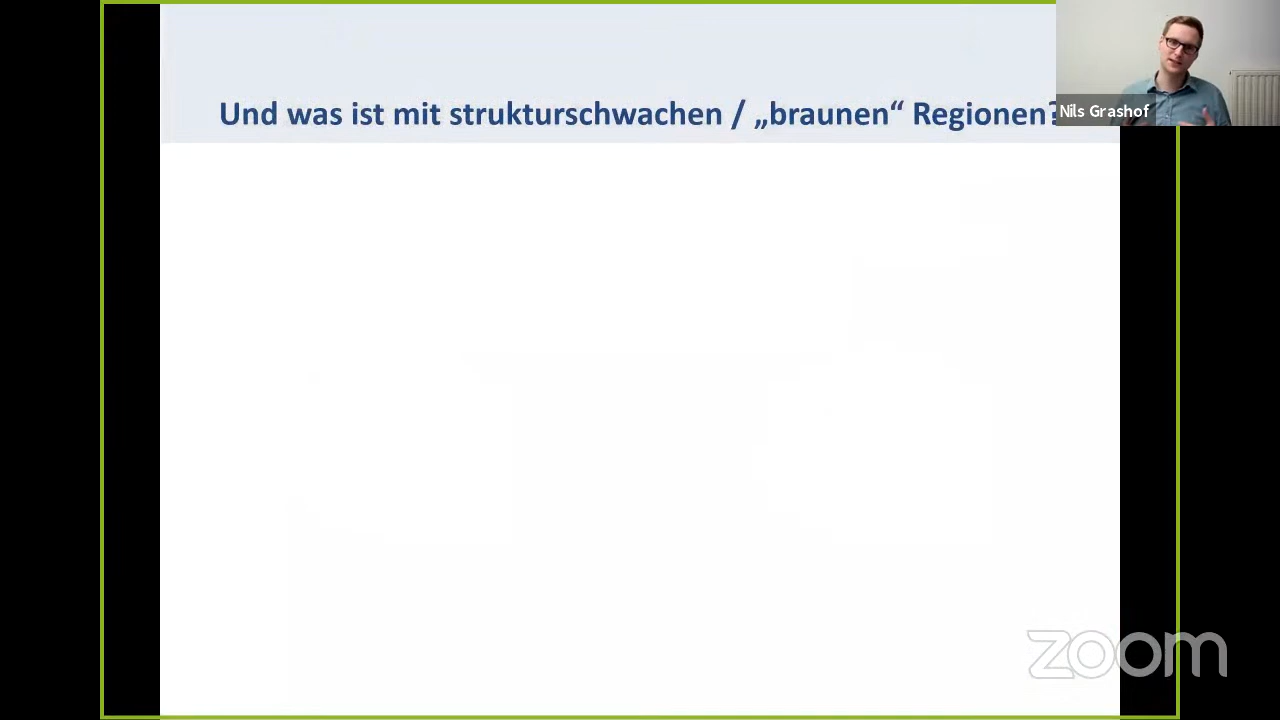 Und was ist mit strukturschwachen / „braunen“ Regionen?
Nils Grashof
zoom